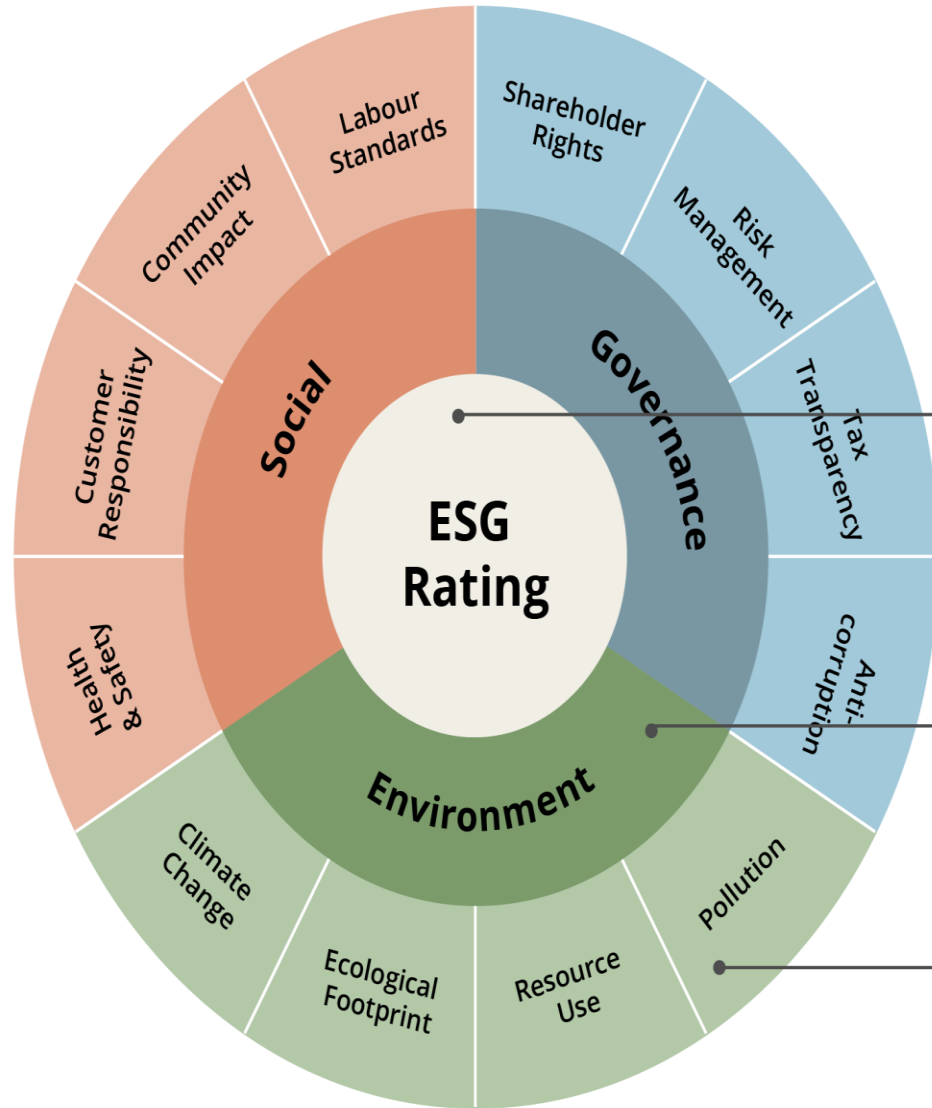 Labour
Standards
Shareholder
Rights
Community
Impact
Risk
Management
Customer
Responsibility
Social
Governance
Tax
Transparency
ESG
Rating
Health
& Safety
Anti-
corruption
Environment
Climate
Change
Pollution
Ecological
Footprint
Resource
Use